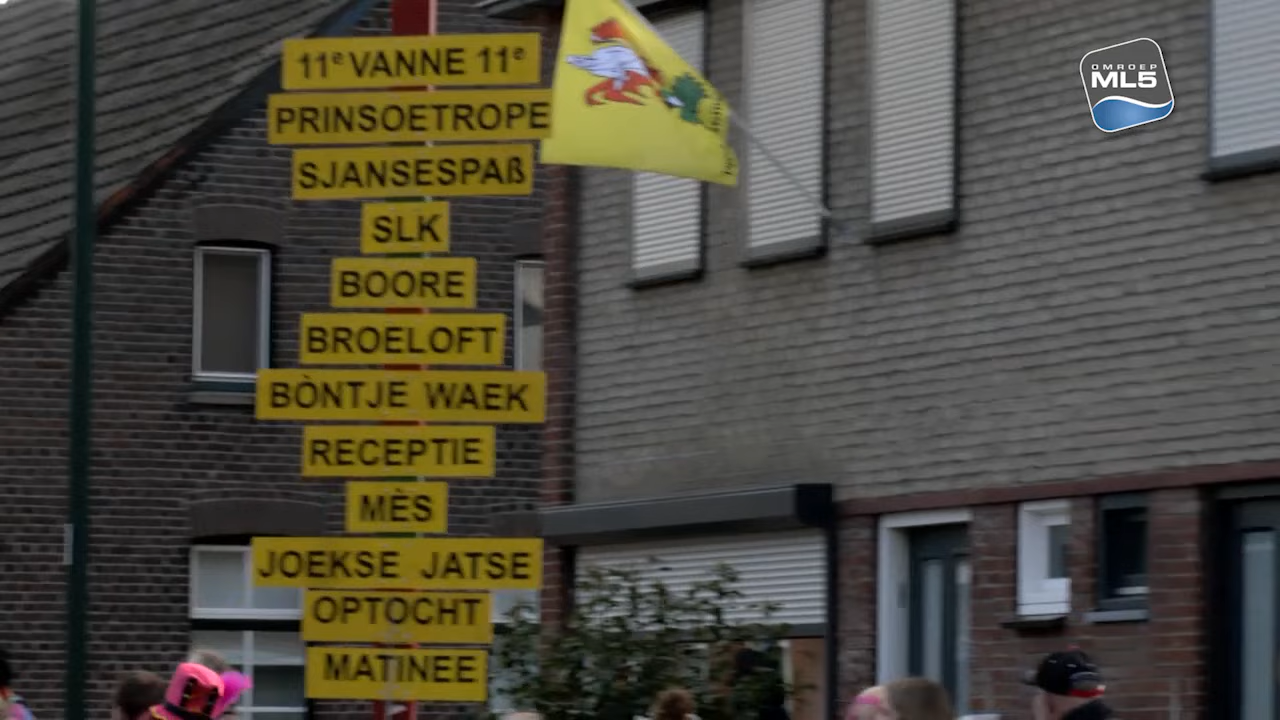 11e VANNE 11e
PRINSOETROPE
SJANSESPAß
SLK
BOORE
BROELOFT
BÒNTJE WAEK
RECEPTIE
MÈS
JOEKSE JATSE
OPTOCHT
MATINEE
OMROEP
ML5